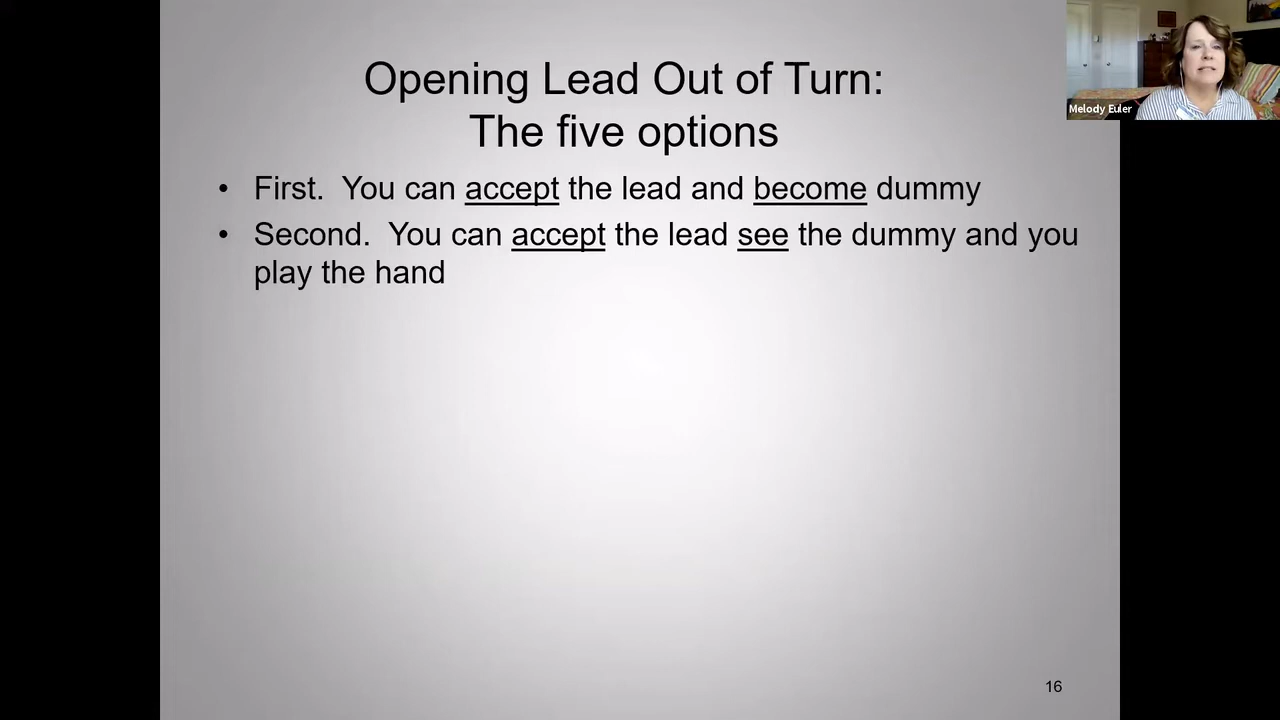 Opening Lead Out of Turn:
The five options
Melody Euler
• First.  You can accept the lead and become dummy
• Second.  You can accept the lead see the dummy and you
play the hand
16